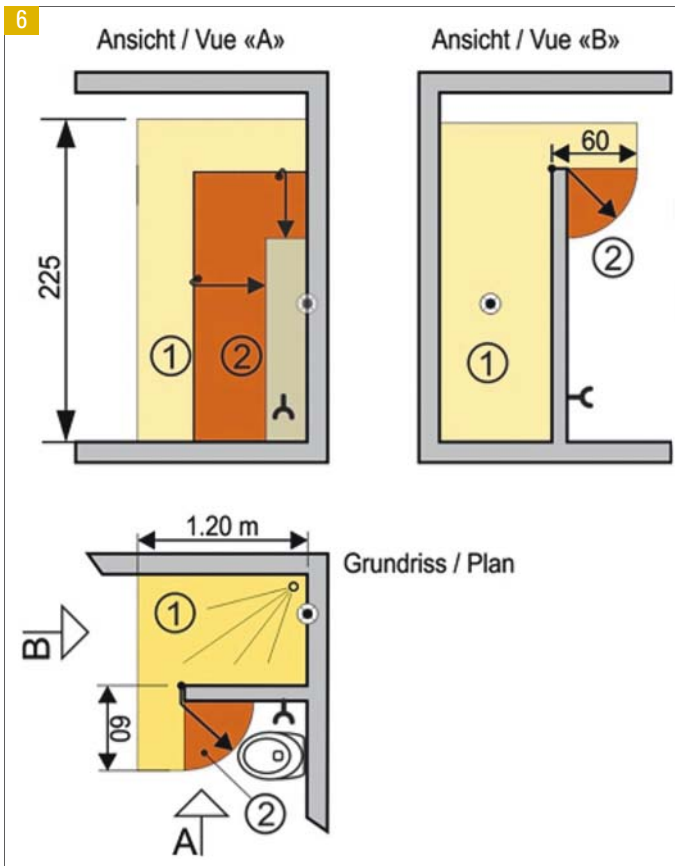 6
Ansicht / Vue «A»
Ansicht / Vue «B»
225
1
2
60
1
2
1.20 m
Grundriss / Plan
1
B
60
2
A